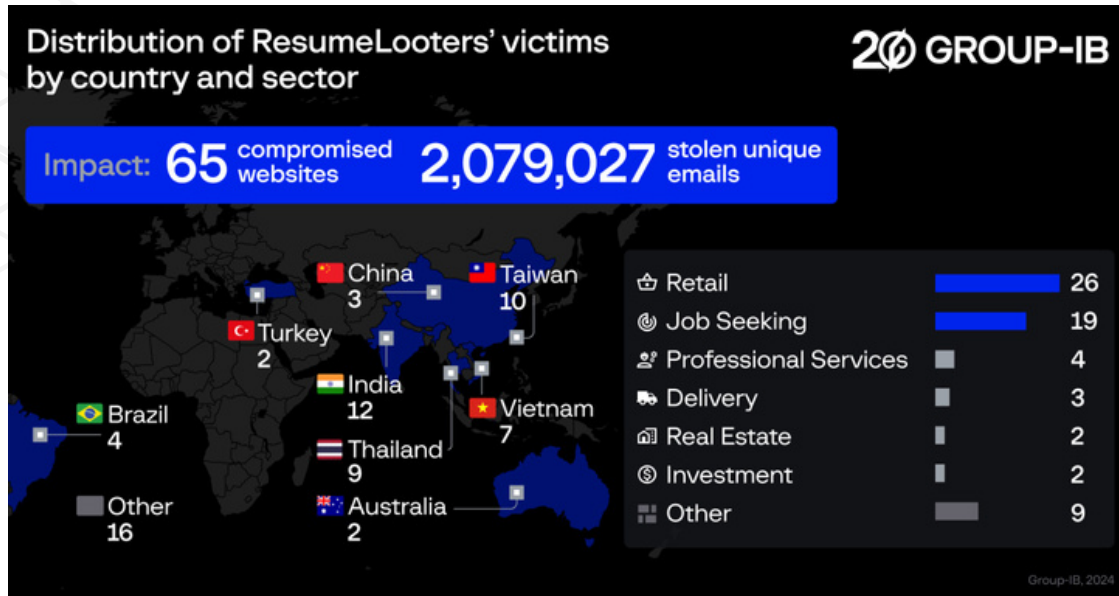 Distribution of ResumeLooters' victims
by country and sector
20 GROUP-IB
Impact: 65 compromised websites 2,079,027 stolen unique emails
China
3
Taiwan
10
Turkey
2
India
12
Vietnam
7
Brazil
4
Thailand
9
Other
16
Australia
2
Retail 26
Job Seeking 19
Professional Services 4
Delivery 3
Real Estate 2
Investment 2
Other 9
Group-IB, 2024